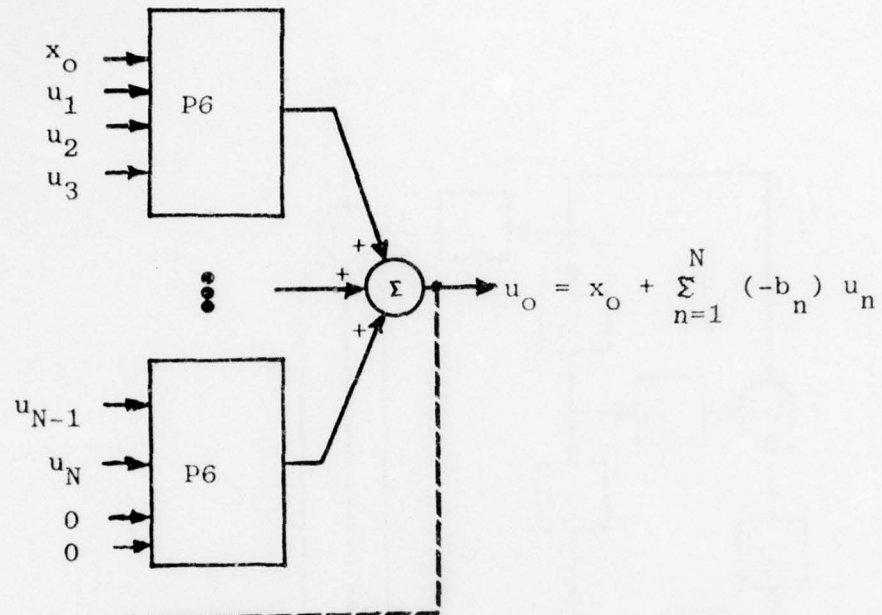 x_o
u_1
u_2
u_3
P6
+
+
+
Σ
u_o = x_o + Σ_{n=1}^{N} (-b_n) u_n
u_{N-1}
u_N
0
0
P6